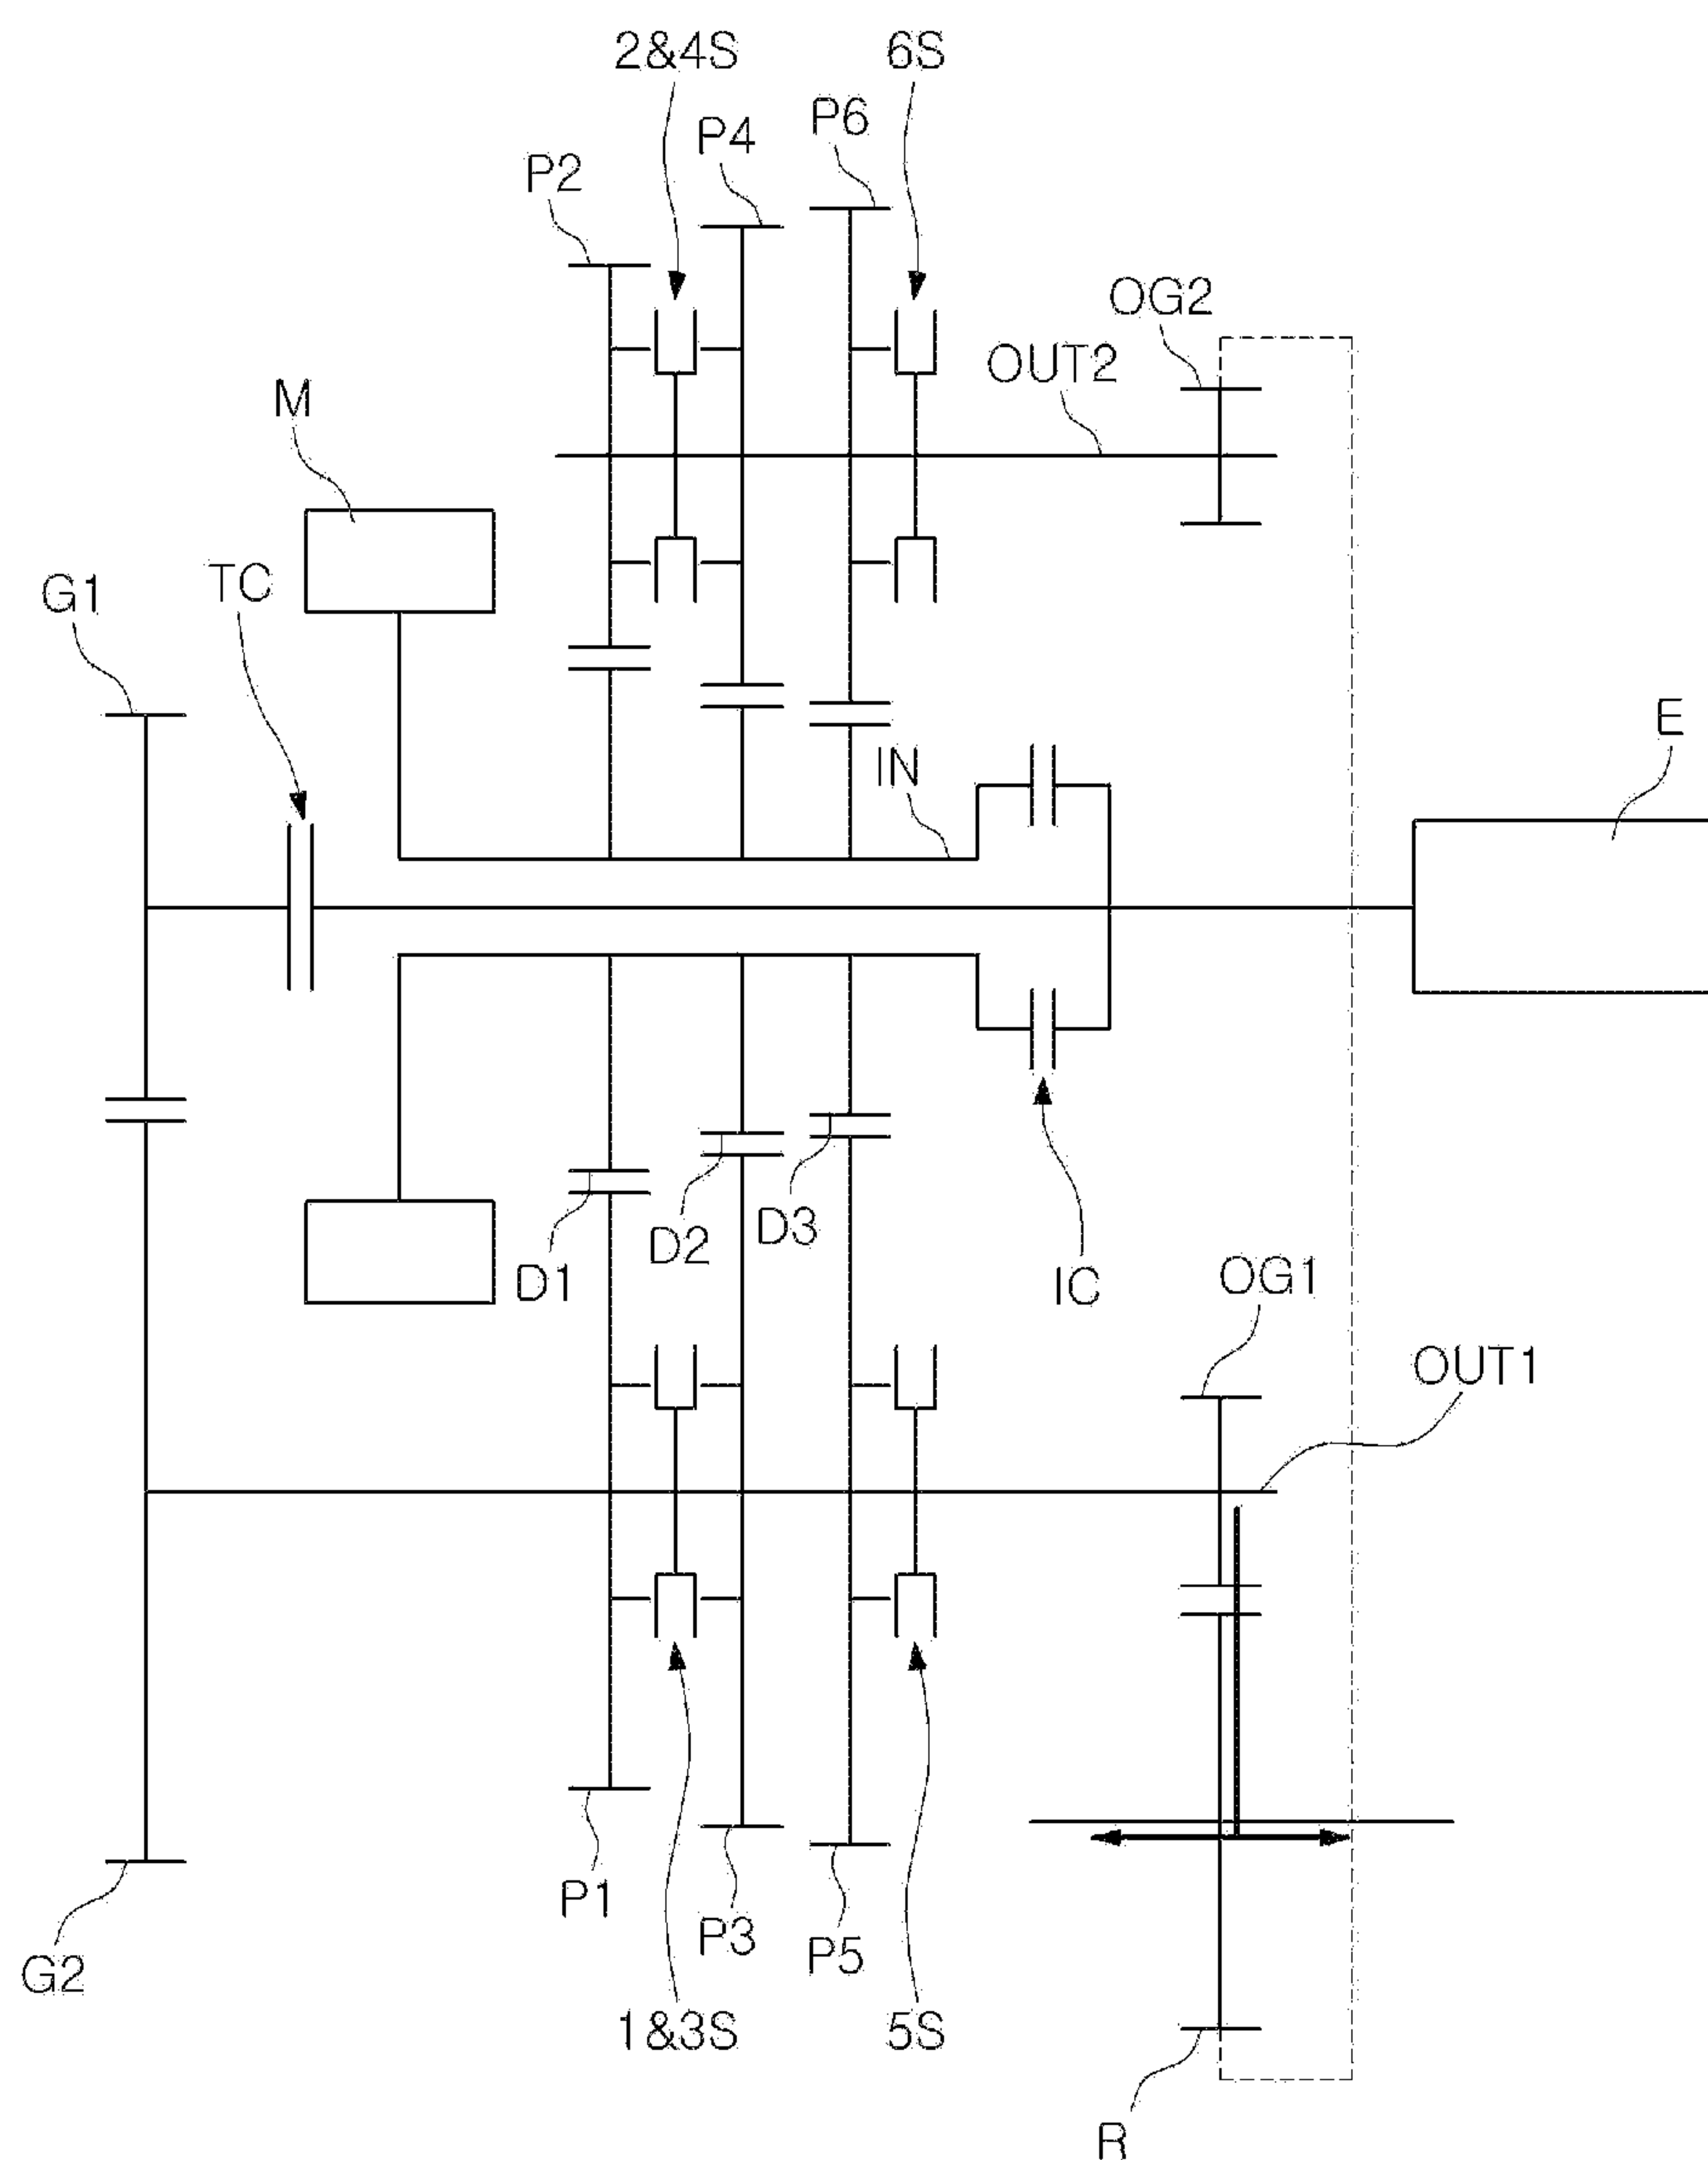 2&4S
6S
P6
P4
P2
OG2
OUT2
M
TC
G1
E
IN
D3
D2
D1
OG1
IC
OUT1
P1
P3
P5
G2
1&3S
5S
R